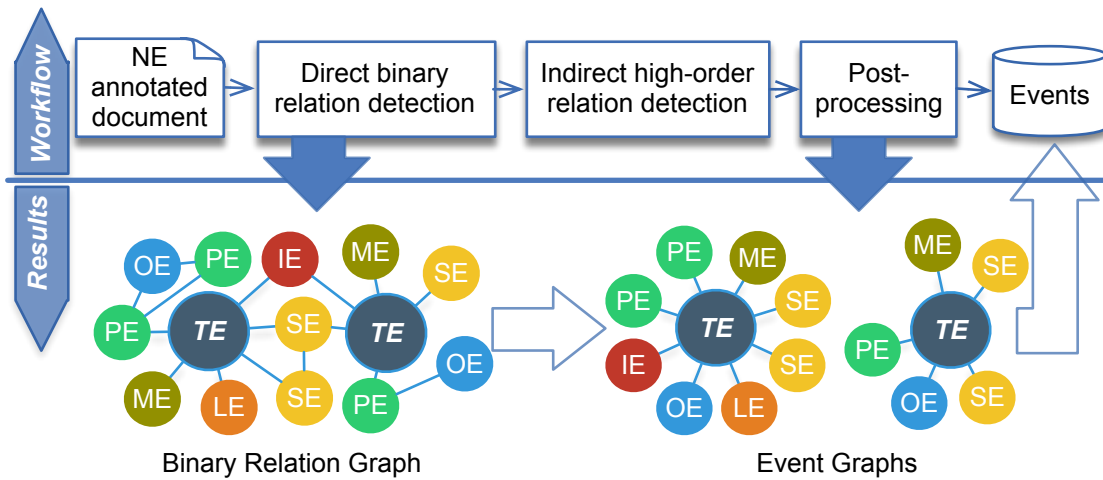 Workflow
NE
annotated
document
Direct binary
relation detection
Indirect high-order
relation detection
Post-
processing
Events
Results
OE
PE
IE
ME
SE
PE
TE
SE
TE
OE
ME
LE
SE
PE
Binary Relation Graph
PE
ME
PE
SE
TE
IE
SE
OE
LE
ME
SE
TE
PE
OE
SE
Event Graphs